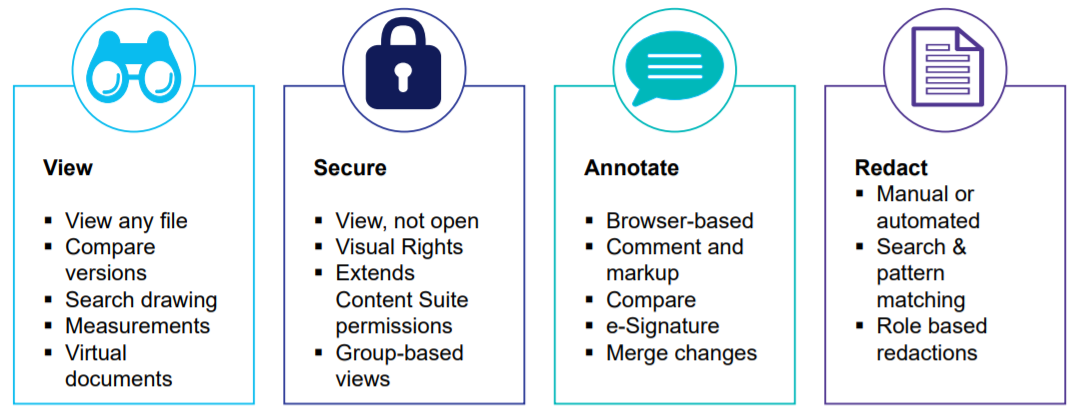 View
▪ View any file
▪ Compare
versions
▪ Search drawing
▪ Measurements
▪ Virtual
documents
Secure
▪ View, not open
▪ Visual Rights
▪ Extends
Content Suite
permissions
▪ Group-based
views
Annotate
▪ Browser-based
▪ Comment and
markup
▪ Compare
▪ e-Signature
▪ Merge changes
Redact
▪ Manual or
automated
▪ Search &
pattern
matching
▪ Role based
redactions